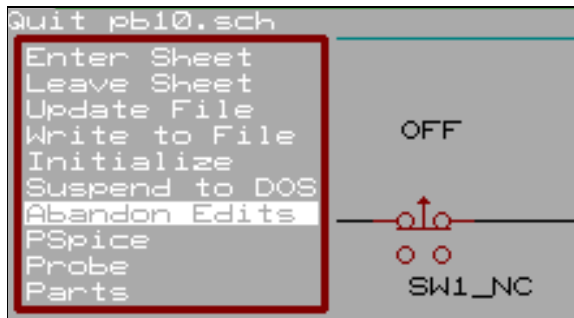 Quit pb10.sch
Enter Sheet
Leave Sheet
Update File
Write to File
Initialize
Suspend to DOS
Abandon Edits
PSpice
Probe
Parts
OFF
SW1_NC